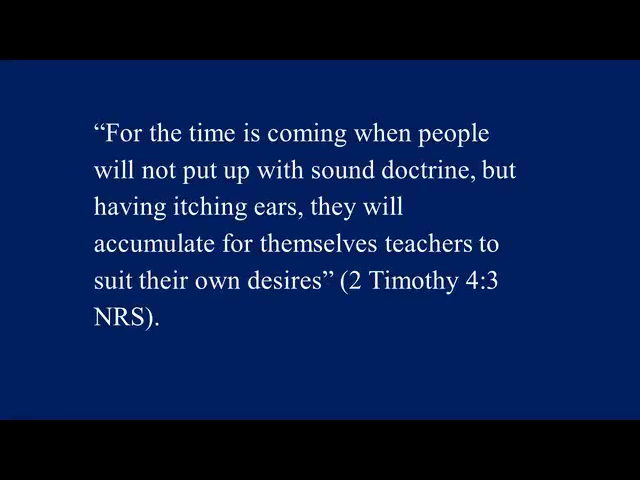 “For the time is coming when people
will not put up with sound doctrine, but
having itching ears, they will
accumulate for themselves teachers to
suit their own desires” (2 Timothy 4:3
NRS).